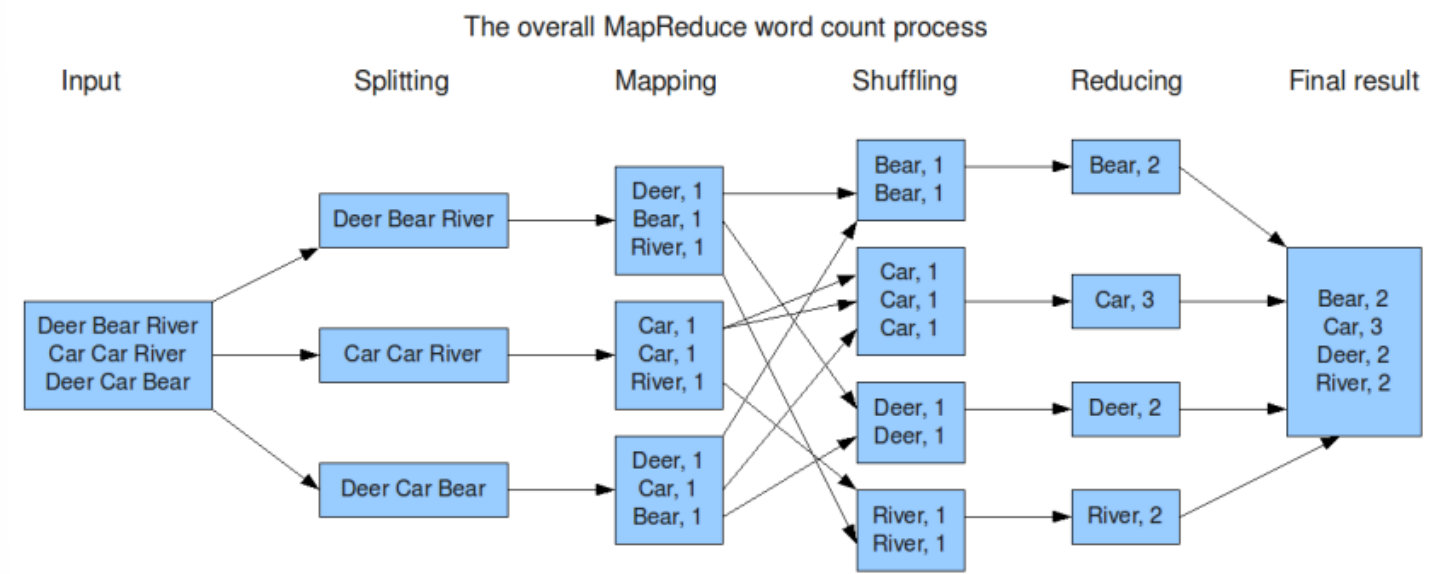 The overall MapReduce word count process
Input
Splitting
Mapping
Shuffling
Reducing
Final result
Deer Bear River
Car Car River
Deer Car Bear
Deer Bear River
Car Car River
Deer Car Bear
Deer, 1
Bear, 1
River, 1
Car, 1
Car, 1
River, 1
Deer, 1
Car, 1
Bear, 1
Bear, 1
Bear, 1
Car, 1
Car, 1
Car, 1
Deer, 1
Deer, 1
River, 1
River, 1
Bear, 2
Car, 3
Deer, 2
River, 2
Bear, 2
Car, 3
Deer, 2
River, 2